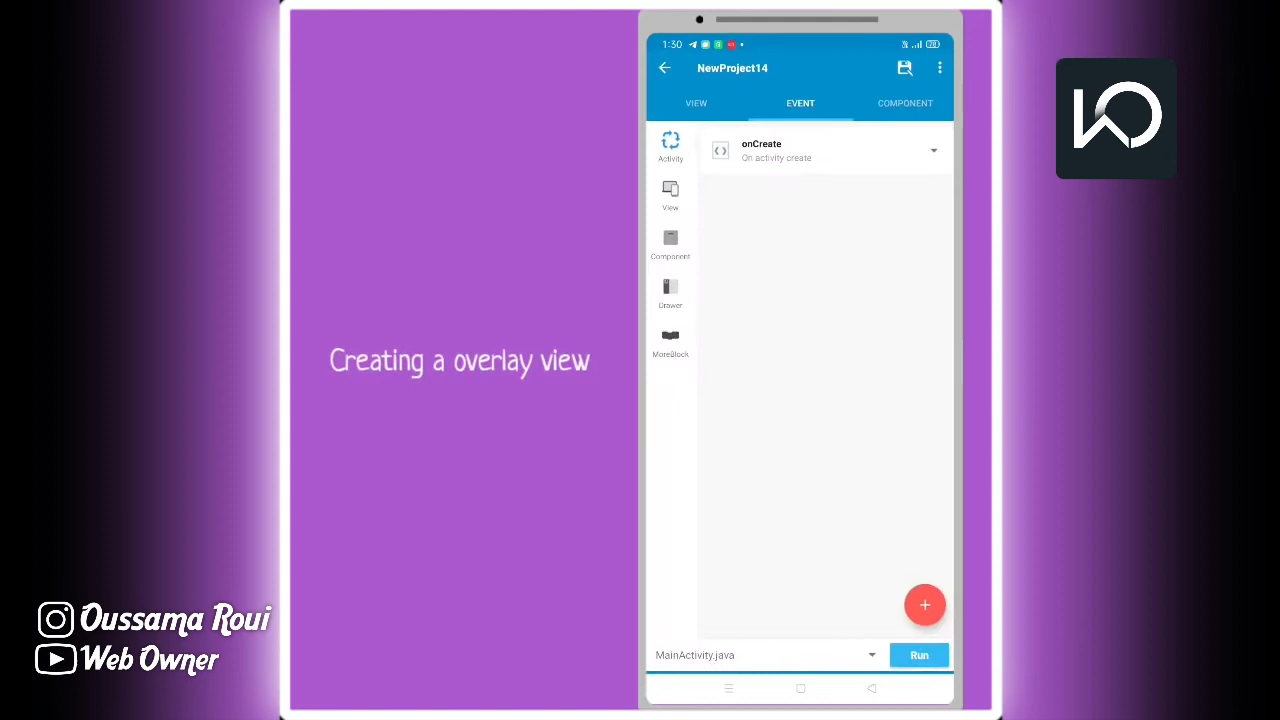 1:30
78
NewProject14
VIEW
EVENT
COMPONENT
Activity
onCreate
On activity create
View
Component
Drawer
MoreBlock
Creating a overlay view
Oussama Roui
Web Owner
MainActivity.java
Run